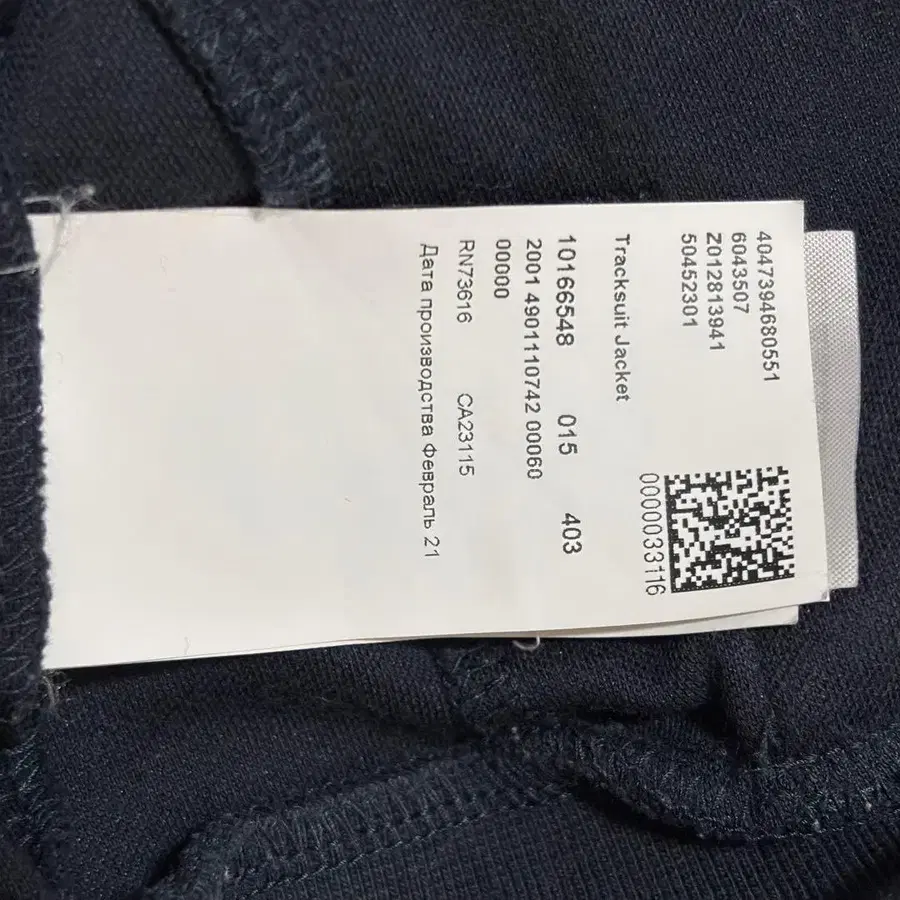 4047394680551
6043507
Z012813941
50452301
0000033116
Tracksuit Jacket
10166548 015 403
2001 4901110742 00060
00000
RN73616 CA23115
Дата производства Февраль 21